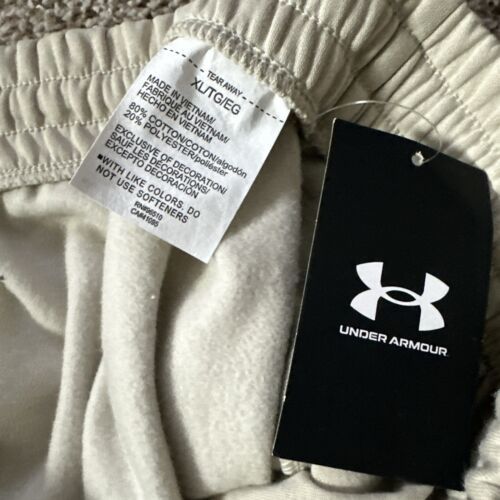 TEAR AWAY
XL/TG/EG
MADE IN VIETNAM/
FABRIQUÉ AU VIETNAM/
HECHO EN VIETNAM
80% COTTON/COTON/algodón
20% POLYESTER/poliéster
EXCLUSIVE OF DECORATION/
SAUF LES DÉCORATIONS/
EXCEPTO DECORACIÓN
•WITH LIKE COLORS. DO
NOT USE SOFTENERS
UNDER ARMOUR